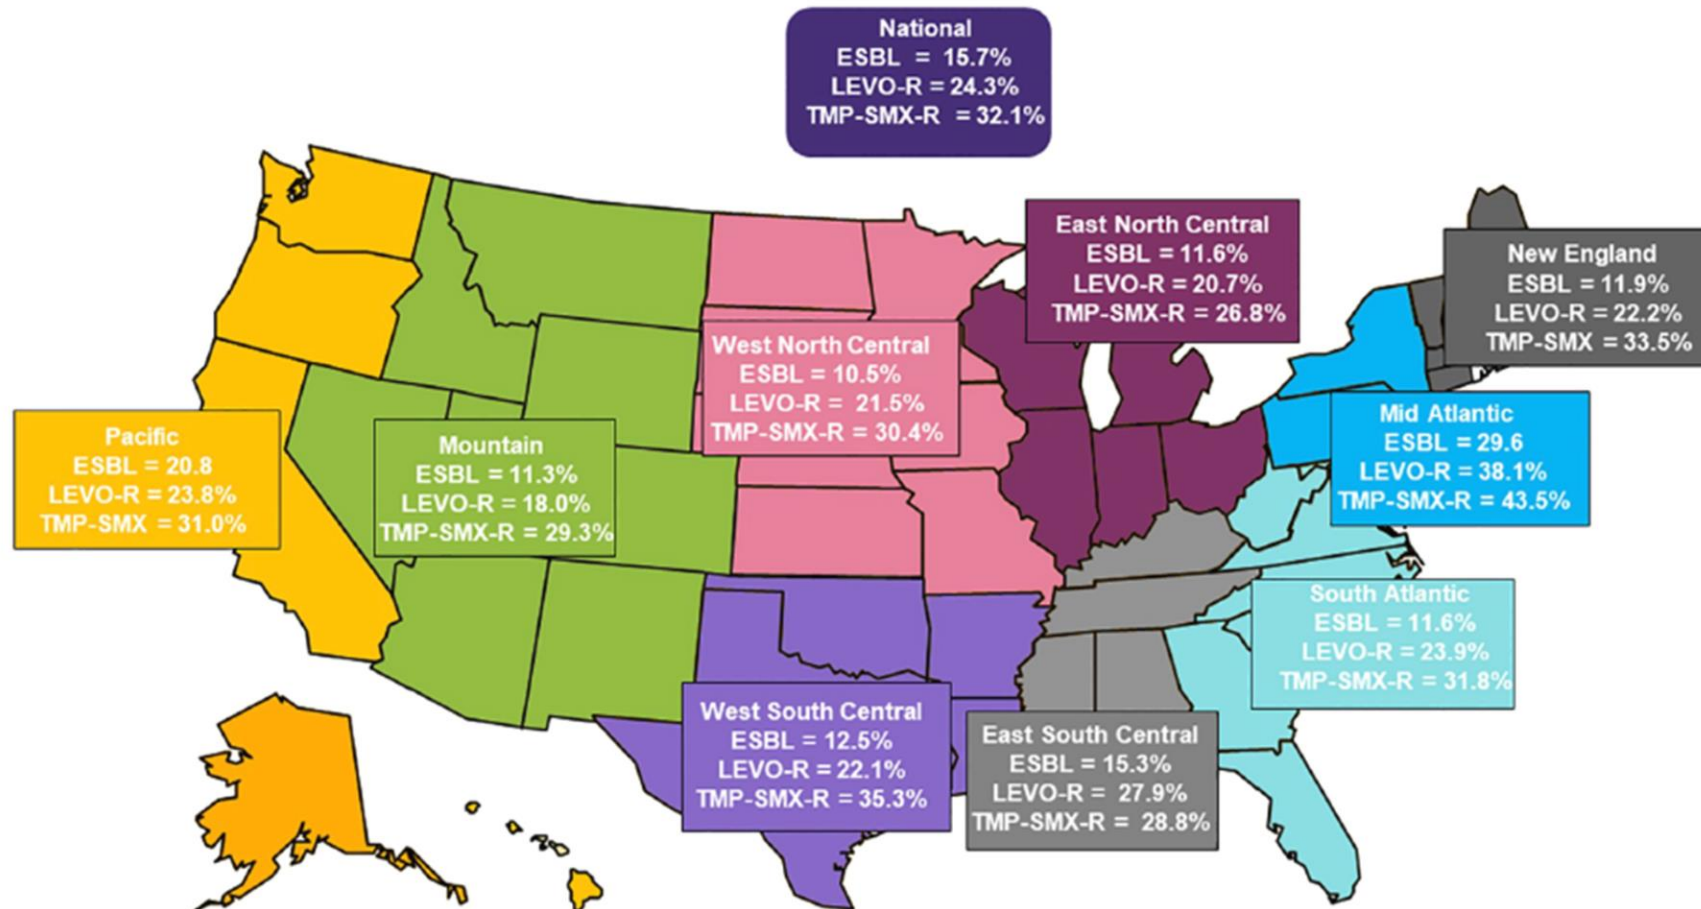 National
ESBL = 15.7%
LEVO-R = 24.3%
TMP-SMX-R = 32.1%
East North Central
ESBL = 11.6%
LEVO-R = 20.7%
TMP-SMX-R = 26.8%
New England
ESBL = 11.9%
LEVO-R = 22.2%
TMP-SMX = 33.5%
West North Central
ESBL = 10.5%
LEVO-R = 21.5%
TMP-SMX-R = 30.4%
Pacific
ESBL = 20.8
LEVO-R = 23.8%
TMP-SMX = 31.0%
Mountain
ESBL = 11.3%
LEVO-R = 18.0%
TMP-SMX-R = 29.3%
Mid Atlantic
ESBL = 29.6
LEVO-R = 38.1%
TMP-SMX-R = 43.5%
South Atlantic
ESBL = 11.6%
LEVO-R = 23.9%
TMP-SMX-R = 31.8%
West South Central
ESBL = 12.5%
LEVO-R = 22.1%
TMP-SMX-R = 35.3%
East South Central
ESBL = 15.3%
LEVO-R = 27.9%
TMP-SMX-R = 28.8%